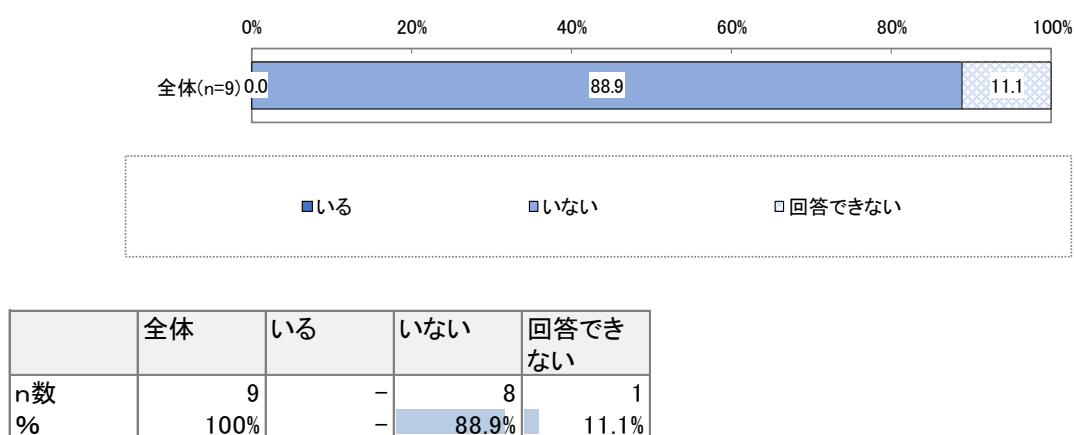 0% 20% 40% 60% 80% 100%
全体(n=9) 0.0 88.9 11.1
いる いない 回答できない
全体 いる いない 回答でき
ない
n数 9 - 8 1
% 100% - 88.9% 11.1%